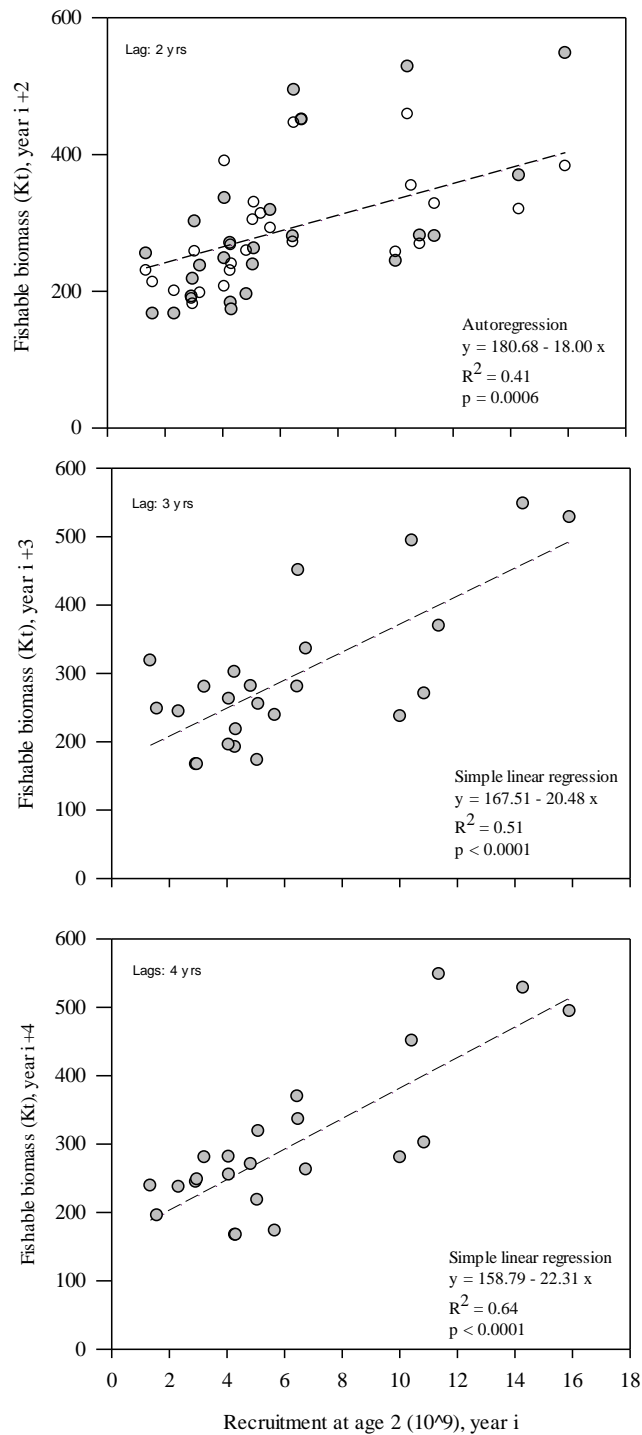 600
Lag: 2 yrs
400
200
0
Fishable biomass (Kt), year i+2
Autoregression
y = 180.68 - 18.00 x
R2 = 0.41
p = 0.0006
600
Lag: 3 yrs
500
400
300
200
100
0
Fishable biomass (Kt), year i+3
Simple linear regression
y = 167.51 - 20.48 x
R2 = 0.51
p < 0.0001
600
Lags: 4 yrs
500
400
300
200
100
0
Fishable biomass (Kt), year i+4
Simple linear regression
y = 158.79 - 22.31 x
R2 = 0.64
p < 0.0001
0 2 4 6 8 10 12 14 16 18
Recruitment at age 2 (10^9), year i